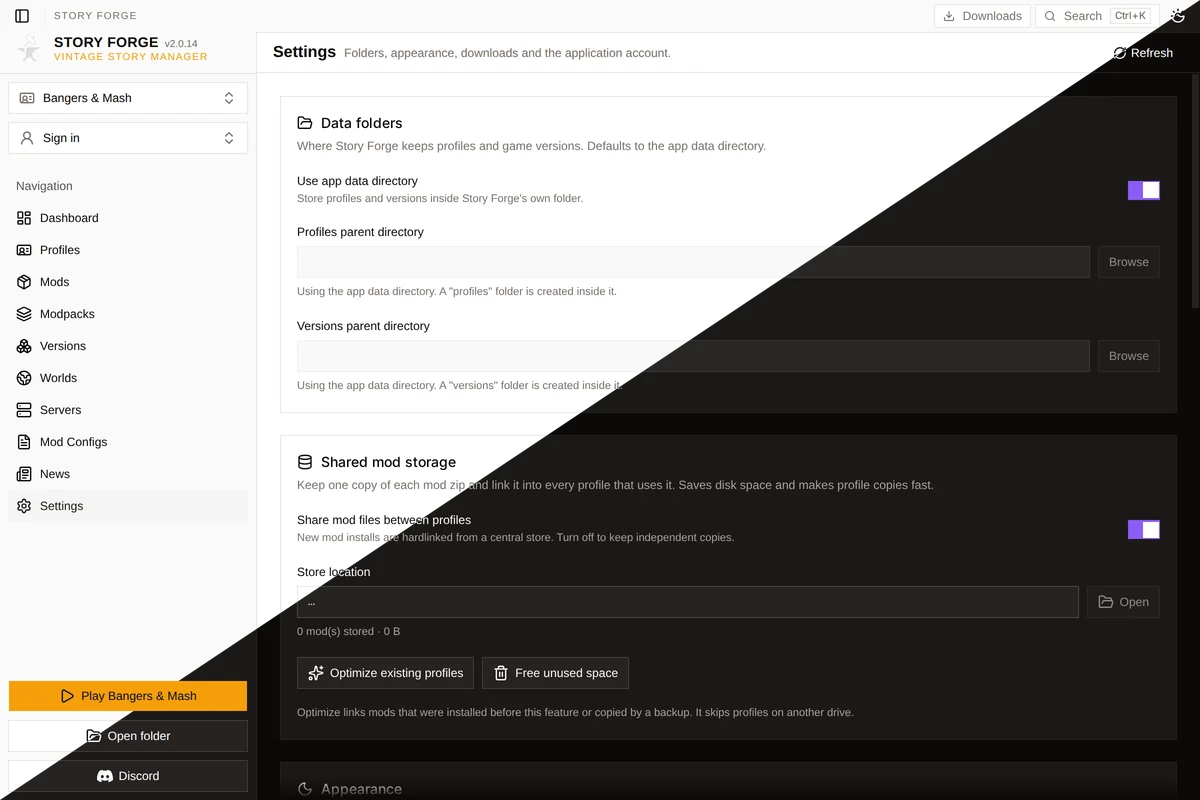 STORY FORGE
Downloads
Search Ctrl+K
STORY FORGE v2.0.14
VINTAGE STORY MANAGER
Bangers & Mash
Sign in
Navigation
Dashboard
Profiles
Mods
Modpacks
Versions
Worlds
Servers
Mod Configs
News
Settings
Play Bangers & Mash
Open folder
Discord
Settings Folders, appearance, downloads and the application account.
Refresh
Data folders
Where Story Forge keeps profiles and game versions. Defaults to the app data directory.
Use app data directory
Store profiles and versions inside Story Forge's own folder.
Profiles parent directory
Browse
Using the app data directory. A "profiles" folder is created inside it.
Versions parent directory
Browse
Using the app data directory. A "versions" folder is created inside it.
Shared mod storage
Keep one copy of each mod zip and link it into every profile that uses it. Saves disk space and makes profile copies fast.
Share mod files between profiles
New mod installs are hardlinked from a central store. Turn off to keep independent copies.
Store location
…
Open
0 mod(s) stored · 0 B
Optimize existing profiles
Free unused space
Optimize links mods that were installed before this feature or copied by a backup. It skips profiles on another drive.
Appearance